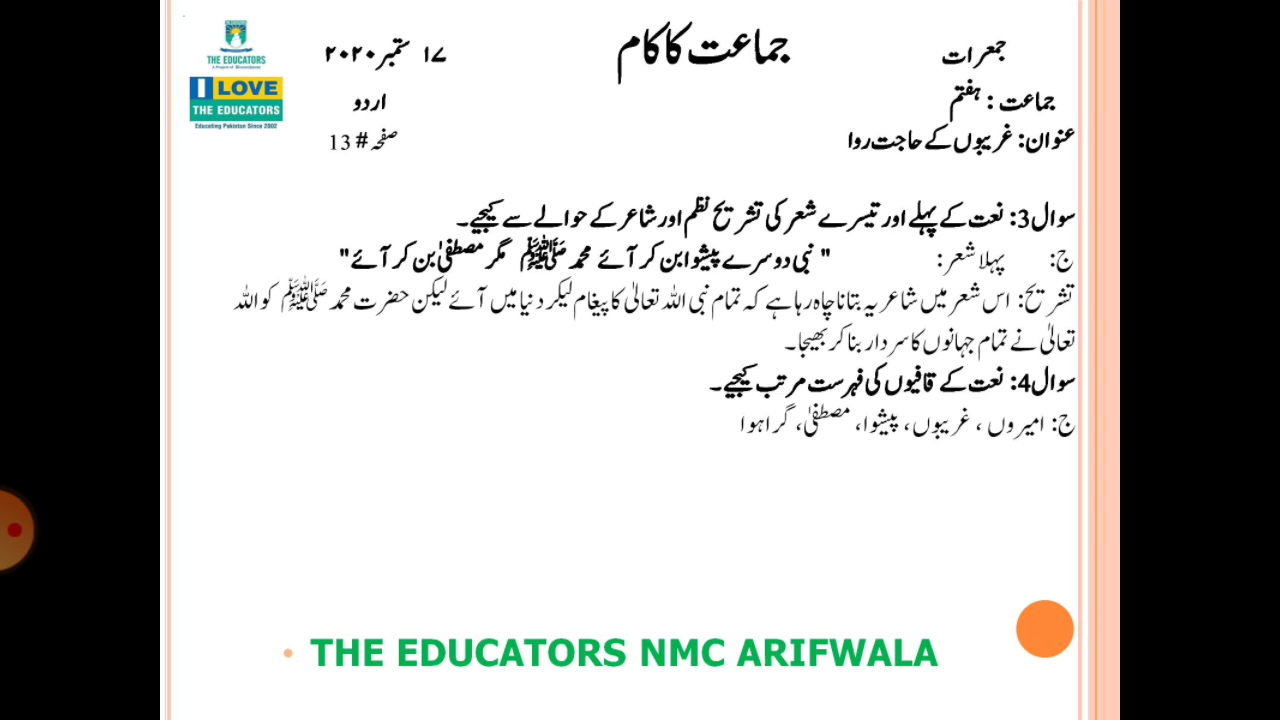 جمعرات جماعت کا کام ۱۷ ستمبر ۲۰۲۰
THE EDUCATORS
I LOVE
THE EDUCATORS
Educating Pakistan Since 2002
جماعت : ہفتم اردو
عنوان: غریبوں کے حاجت روا صفحہ # 13
سوال3: نعت کے پہلے اور تیسرے شعر کی تشریح نظم اور شاعر کے حوالے سے کیجیے۔
ج: پہلا شعر: " نبی دوسرے پیشوا بن کر آئے محمد ﷺ مگر مصطفیٰ بن کر آئے"
تشریح: اس شعر میں شاعر یہ بتانا چاہ رہا ہے کہ تمام نبی اللہ تعالیٰ کا پیغام لیکر دنیا میں آئے لیکن حضرت محمد ﷺ کو اللہ
تعالیٰ نے تمام جہانوں کا سردار بنا کر بھیجا۔
سوال4: نعت کے قافیوں کی فہرست مرتب کیجیے۔
ج: امیروں ، غریبوں، پیشوا، مصطفیٰ، گرا ہوا
THE EDUCATORS NMC ARIFWALA